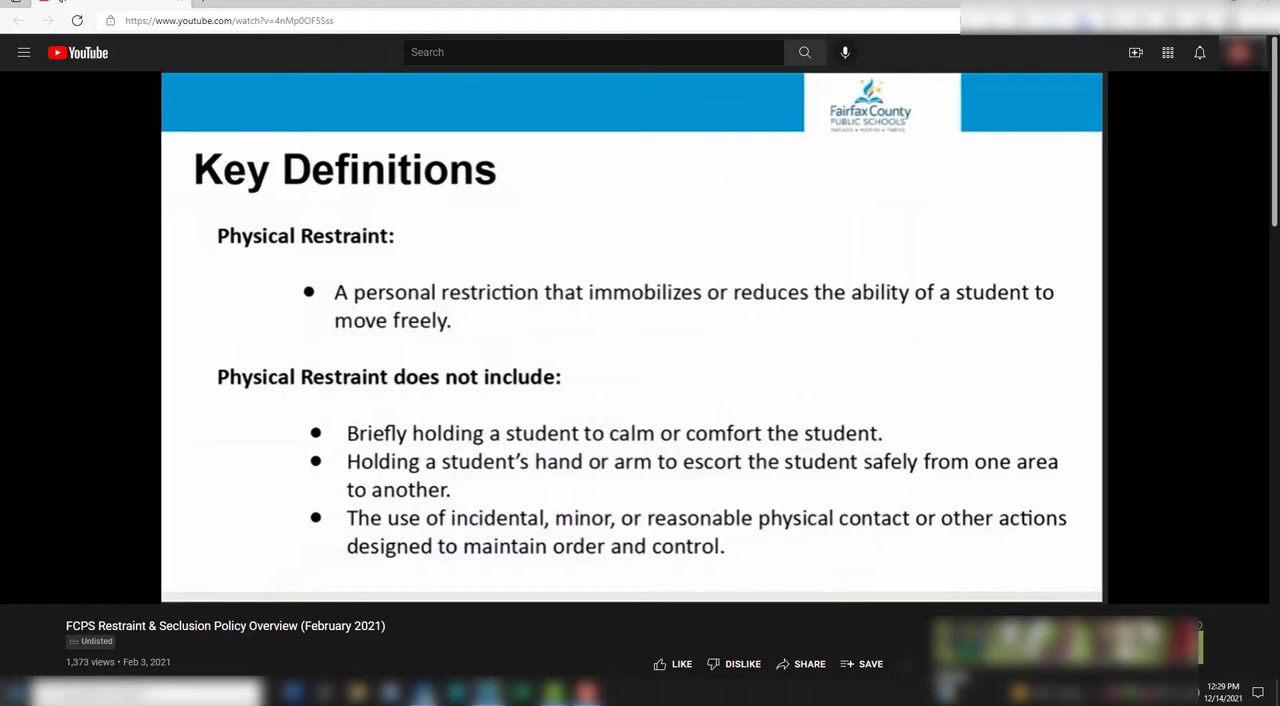 https://www.youtube.com/watch?v=4nMp0OF5Sss
YouTube
Search
Fairfax County
PUBLIC SCHOOLS
Key Definitions
Physical Restraint:
● A personal restriction that immobilizes or reduces the ability of a student to
move freely.
Physical Restraint does not include:
● Briefly holding a student to calm or comfort the student.
● Holding a student's hand or arm to escort the student safely from one area
to another.
● The use of incidental, minor, or reasonable physical contact or other actions
designed to maintain order and control.
FCPS Restraint & Seclusion Policy Overview (February 2021)
Unlisted
1,373 views • Feb 3, 2021
LIKE DISLIKE SHARE SAVE
12:29 PM
12/14/2021